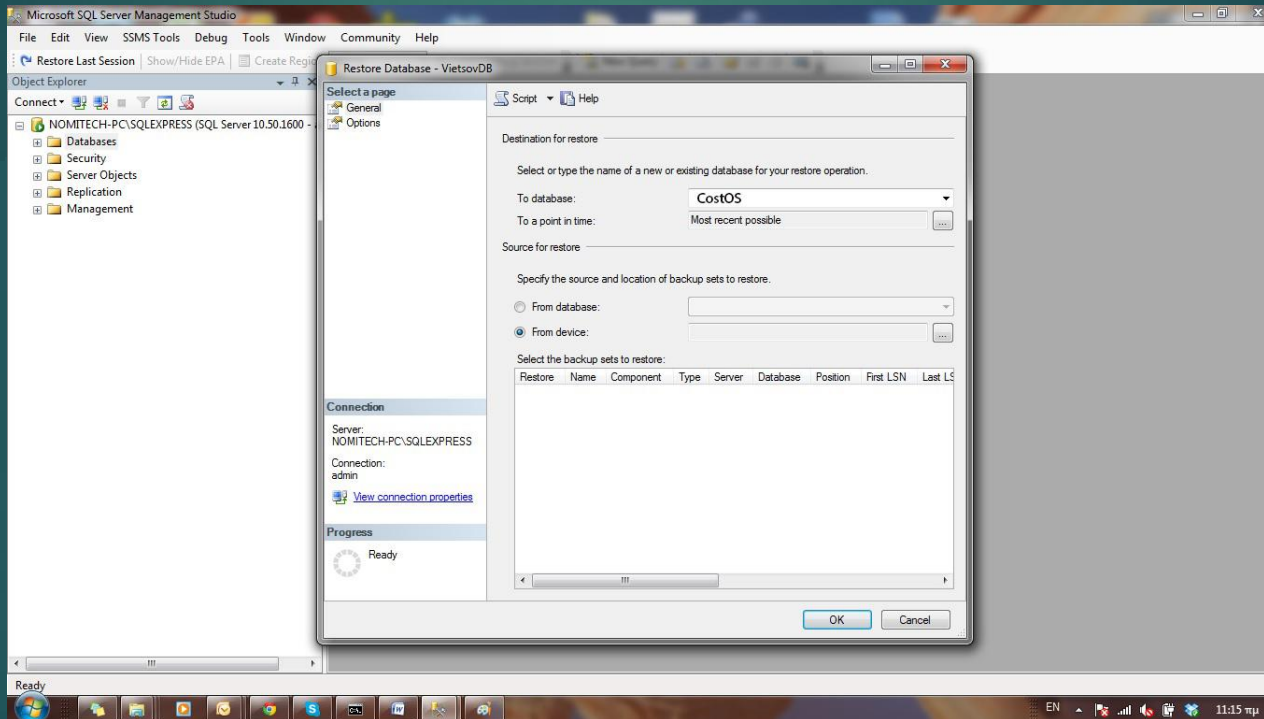 Microsoft SQL Server Management Studio
File Edit View SSMS Tools Debug Tools Window Community Help
Restore Last Session Show/Hide EPA Create Regio
Object Explorer
Connect
NOMITECH-PC\SQLEXPRESS (SQL Server 10.50.1600 -
Databases
Security
Server Objects
Replication
Management
Restore Database - VietsovDB
Select a page
General
Options
Script Help
Destination for restore
Select or type the name of a new or existing database for your restore operation.
To database: CostOS
To a point in time: Most recent possible ...
Source for restore
Specify the source and location of backup sets to restore.
From database:
From device: ...
Select the backup sets to restore:
Restore Name Component Type Server Database Position First LSN Last LS
Connection
Server:
NOMITECH-PC\SQLEXPRESS
Connection:
admin
View connection properties
Progress
Ready
OK Cancel
Ready
EN 11:15 πμ